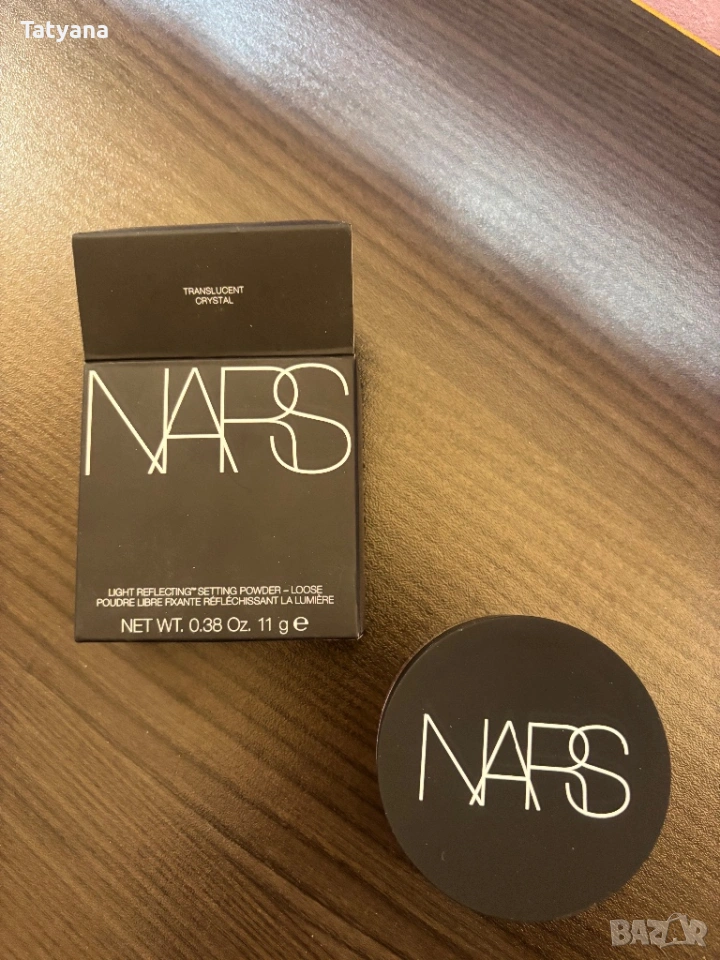 Tatyana
TRANSLUCENT
CRYSTAL
NARS
LIGHT REFLECTING™ SETTING POWDER – LOOSE
POUDRE LIBRE FIXANTE RÉFLÉCHISSANT LA LUMIÈRE
NET WT. 0.38 Oz. 11 g ℮
NARS
BAZAR